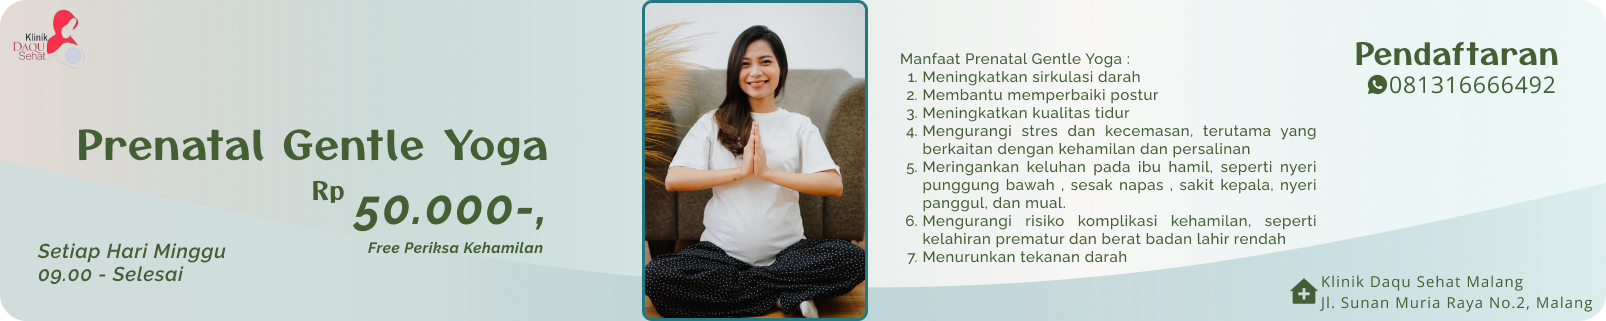 Klinik
DAQU
Sehat
Prenatal Gentle Yoga
Rp 50.000-,
Free Periksa Kehamilan
Setiap Hari Minggu
09.00 - Selesai
Manfaat Prenatal Gentle Yoga :
1. Meningkatkan sirkulasi darah
2. Membantu memperbaiki postur
3. Meningkatkan kualitas tidur
4. Mengurangi stres dan kecemasan, terutama yang
berkaitan dengan kehamilan dan persalinan
5. Meringankan keluhan pada ibu hamil, seperti nyeri
punggung bawah , sesak napas , sakit kepala, nyeri
panggul, dan mual.
6. Mengurangi risiko komplikasi kehamilan, seperti
kelahiran prematur dan berat badan lahir rendah
7. Menurunkan tekanan darah
Pendaftaran
081316666492
Klinik Daqu Sehat Malang
Jl. Sunan Muria Raya No.2, Malang